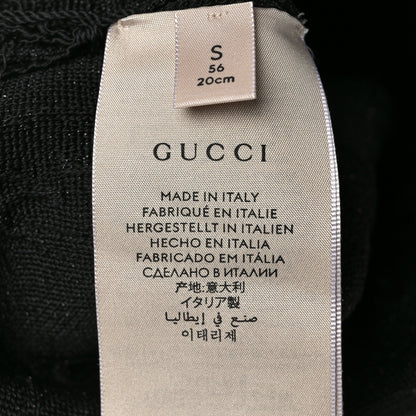 S
56
20cm
GUCCI
MADE IN ITALY
FABRIQUÉ EN ITALIE
HERGESTELLT IN ITALIEN
HECHO EN ITALIA
FABRICADO EM ITÁLIA
СДЕЛАНО В ИТАЛИИ
产地:意大利
イタリア製
صنع في إيطاليا
이태리제